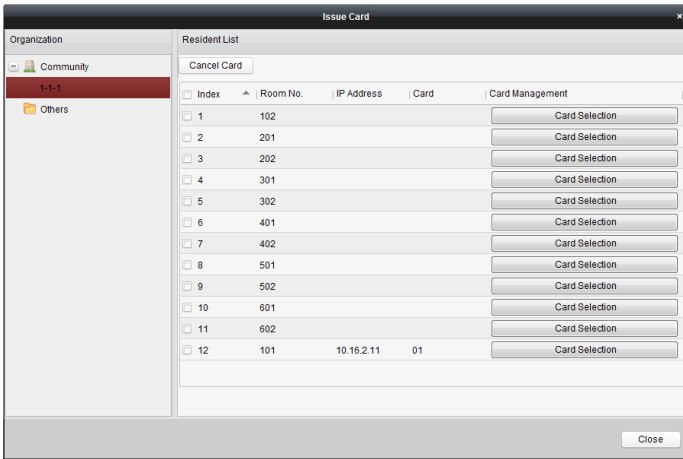 Issue Card ×
Organization Resident List
Community Cancel Card
1-1-1 Index Room No. IP Address Card Card Management
Others
1 102 Card Selection
2 201 Card Selection
3 202 Card Selection
4 301 Card Selection
5 302 Card Selection
6 401 Card Selection
7 402 Card Selection
8 501 Card Selection
9 502 Card Selection
10 601 Card Selection
11 602 Card Selection
12 101 10.16.2.11 01 Card Selection
Close